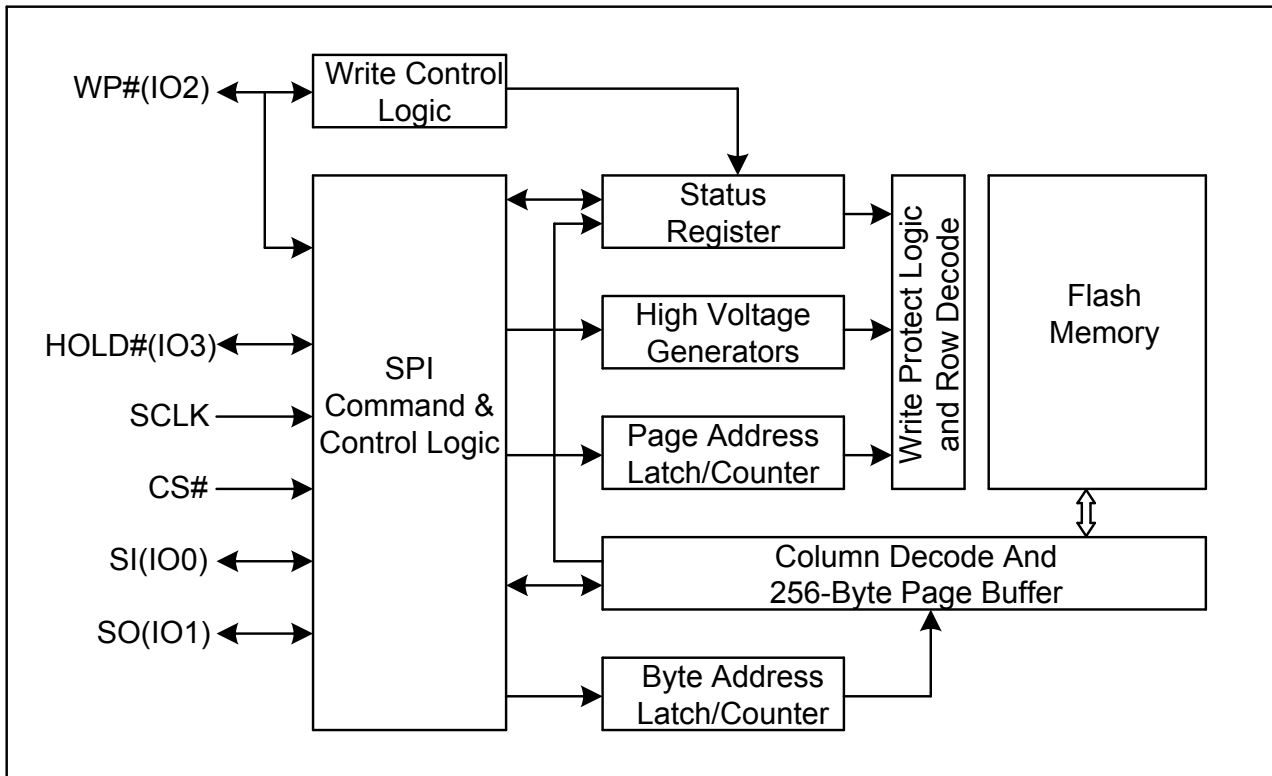 WP#(IO2)
Write Control
Logic
Status
Register
Write Protect Logic
and Row Decode
Flash
Memory
High Voltage
Generators
HOLD#(IO3)
SPI
Command &
Control Logic
SCLK
Page Address
Latch/Counter
CS#
SI(IO0)
Column Decode And
256-Byte Page Buffer
SO(IO1)
Byte Address
Latch/Counter